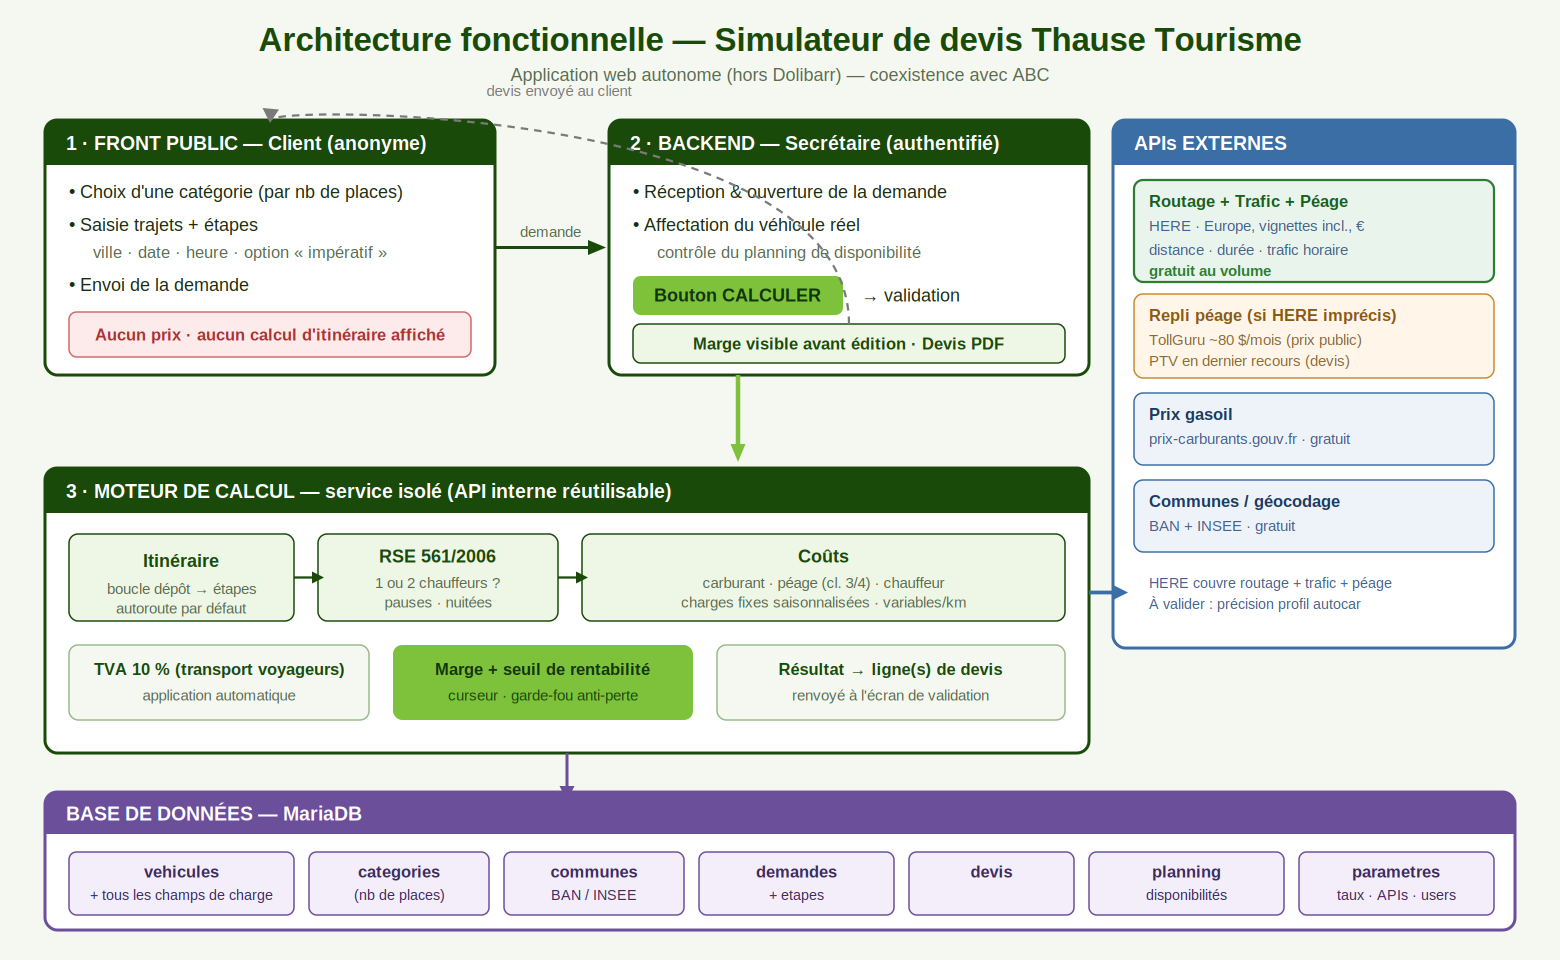 Architecture fonctionnelle — Simulateur de devis Thause Tourisme
Application web autonome (hors Dolibarr) — coexistence avec ABC
devis envoyé au client
1 · FRONT PUBLIC — Client (anonyme)
• Choix d'une catégorie (par nb de places)
• Saisie trajets + étapes
ville · date · heure · option « impératif »
• Envoi de la demande
Aucun prix · aucun calcul d'itinéraire affiché
demande
2 · BACKEND — Secrétaire (authentifié)
• Réception & ouverture de la demande
• Affectation du véhicule réel
contrôle du planning de disponibilité
Bouton CALCULER
→ validation
Marge visible avant édition · Devis PDF
APIs EXTERNES
Routage + Trafic + Péage
HERE · Europe, vignettes incl., €
distance · durée · trafic horaire
gratuit au volume
Repli péage (si HERE imprécis)
TollGuru ~80 $/mois (prix public)
PTV en dernier recours (devis)
Prix gasoil
prix-carburants.gouv.fr · gratuit
Communes / géocodage
BAN + INSEE · gratuit
HERE couvre routage + trafic + péage
À valider : précision profil autocar
3 · MOTEUR DE CALCUL — service isolé (API interne réutilisable)
Itinéraire
boucle dépôt → étapes
autoroute par défaut
RSE 561/2006
1 ou 2 chauffeurs ?
pauses · nuitées
Coûts
carburant · péage (cl. 3/4) · chauffeur
charges fixes saisonnalisées · variables/km
TVA 10 % (transport voyageurs)
application automatique
Marge + seuil de rentabilité
curseur · garde-fou anti-perte
Résultat → ligne(s) de devis
renvoyé à l'écran de validation
BASE DE DONNÉES — MariaDB
vehicules
+ tous les champs de charge
categories
(nb de places)
communes
BAN / INSEE
demandes
+ etapes
devis
planning
disponibilités
parametres
taux · APIs · users